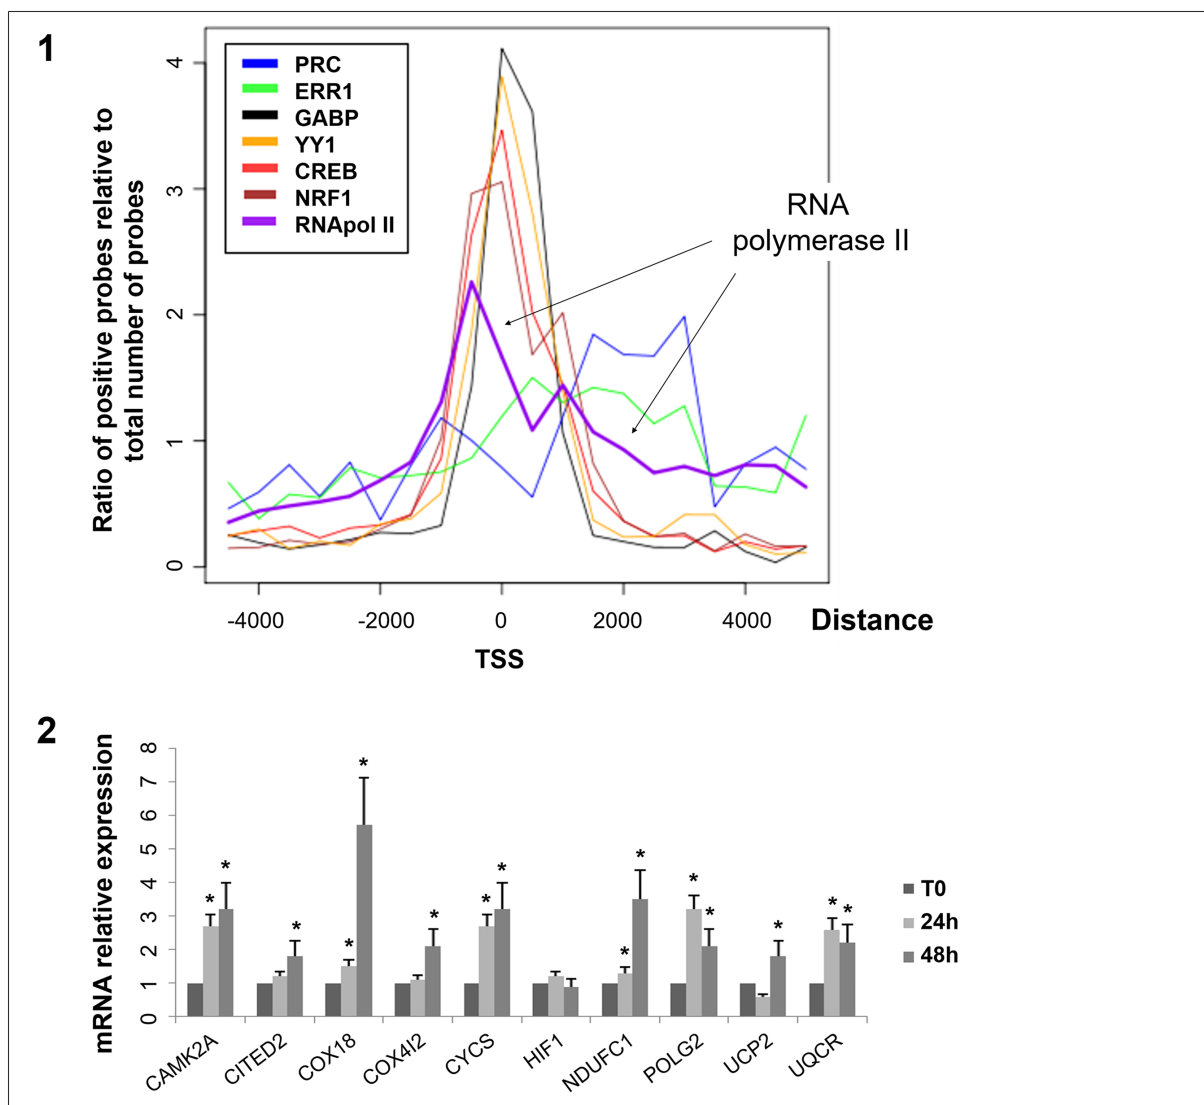 1
Ratio of positive probes relative to
total number of probes
4
3
2
1
0
PRC
ERR1
GABP
YY1
CREB
NRF1
RNApol II
RNA
polymerase II
-4000 -2000 0 2000 4000 Distance
TSS
2
mRNA relative expression
8
7
6
5
4
3
2
1
0
* * * * * * * * * * * * * * *
T0
24h
48h
CAMK2A
CITED2
COX18
COX4I2
CYCS
HIF1
NDUFC1
POLG2
UCP2
UQCR